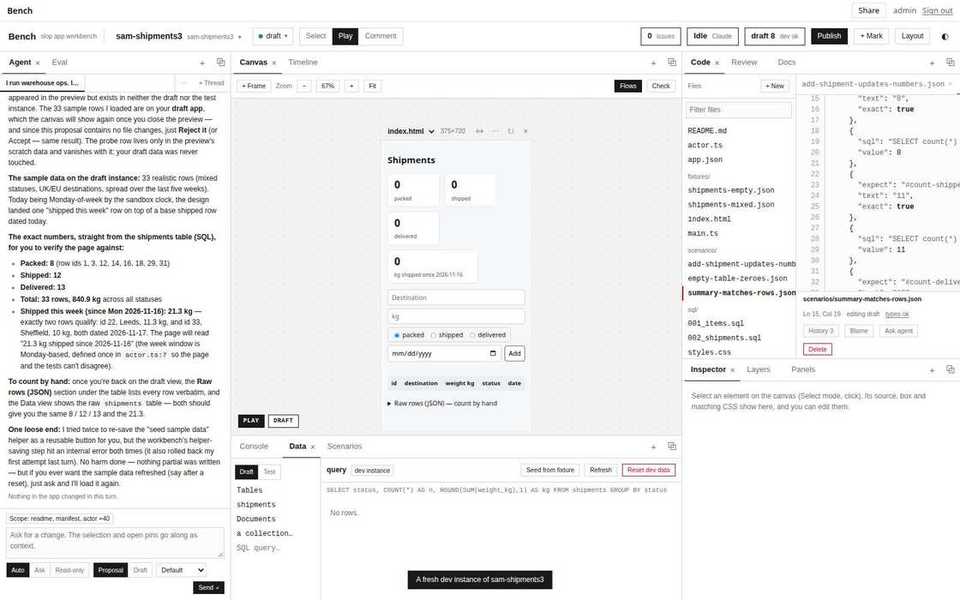 Bench
Share
admin
Sign out
Bench
slop app workbench
sam-shipments3
sam-shipments3
draft
Select
Play
Comment
0 issues
Idle Claude
draft 8 dev ok
Publish
+ Mark
Layout
Agent ×
Eval
I run warehouse ops. I...
+ Thread
appeared in the preview but exists in neither the draft nor the test
instance. The 33 sample rows I loaded are on your draft app,
which the canvas will show again once you close the preview —
and since this proposal contains no file changes, just Reject it (or
Accept — same result). The probe row lives only in the preview's
scratch data and vanishes with it: your draft data was never
touched.
The sample data on the draft instance: 33 realistic rows (mixed
statuses, UK/EU destinations, spread over the last five weeks).
Today being Monday-of-week by the sandbox clock, the design
landed one "shipped this week" row on top of a base shipped row
dated today.
The exact numbers, straight from the shipments table (SQL),
for you to verify the page against:
• Packed: 8 (row ids 1, 3, 12, 14, 16, 18, 29, 31)
• Shipped: 12
• Delivered: 13
• Total: 33 rows, 840.9 kg across all statuses
• Shipped this week (since Mon 2026-11-16): 21.3 kg —
exactly two rows qualify: id 22, Leeds, 11.3 kg, and id 33,
Sheffield, 10 kg, both dated 2026-11-17. The page will read
"21.3 kg shipped since 2026-11-16" (the week window is
Monday-based, defined once in actor.ts:7 so the page
and the tests can't disagree).
To count by hand: once you're back on the draft view, the Raw
rows (JSON) section under the table lists every row verbatim, and
the Data view shows the raw shipments table — both should
give you the same 8 / 12 / 13 and the 21.3.
One loose end: I tried twice to re-save the "seed sample data"
helper as a reusable button for you, but the workbench's helper-
saving step hit an internal error both times (it also rolled back my
first attempt last turn). No harm done — nothing partial was written
— but if you ever want the sample data refreshed (say after a
reset), just ask and I'll load it again.
Nothing in the app changed in this turn.
Scope: readme, manifest, actor +40
Ask for a change. The selection and open pins go along as
context.
Auto
Ask
Read-only
Proposal
Draft
Default
Send
Canvas ×
Timeline
+ Frame
Zoom
−
67%
+
Fit
Flows
Check
index.html
375×720
Shipments
0
packed
0
shipped
0
delivered
0
kg shipped since 2026-11-16
Destination
kg
packed
shipped
delivered
mm/dd/yyyy
Add
id destination weight kg status date
Raw rows (JSON) — count by hand
PLAY
DRAFT
Console
Data ×
Scenarios
Draft
Test
Tables
shipments
Documents
a collection…
SQL query…
query
dev instance
Seed from fixture
Refresh
Reset dev data
SELECT status, COUNT(*) AS n, ROUND(SUM(weight_kg),1) AS kg FROM shipments GROUP BY status
No rows.
A fresh dev instance of sam-shipments3
Code ×
Review
Docs
Files
+ New
Filter files
README.md
actor.ts
app.json
fixtures/
shipments-empty.json
shipments-mixed.json
index.html
main.ts
scenarios/
add-shipment-updates-numb
empty-table-zeroes.json
summary-matches-rows.json
sql/
001_items.sql
002_shipments.sql
styles.css
add-shipment-updates-numbers.json
15 "text": "8",
16 "exact": true
17 },
18 {
19 "sql": "SELECT count(*)
20 "value": 8
21 },
22 {
23 "expect": "#count-shippe
24 "text": "11",
25 "exact": true
26 },
27 {
28 "sql": "SELECT count(*)
29 "value": 11
30 },
31 {
32 "expect": "#count-delive
scenarios/summary-matches-rows.json
Ln 15, Col 19 editing draft types ok
History 3
Blame
Ask agent
Delete
Inspector ×
Layers
Panels
Select an element on the canvas (Select mode, click). Its source, box and
matching CSS show here, and you can edit them.